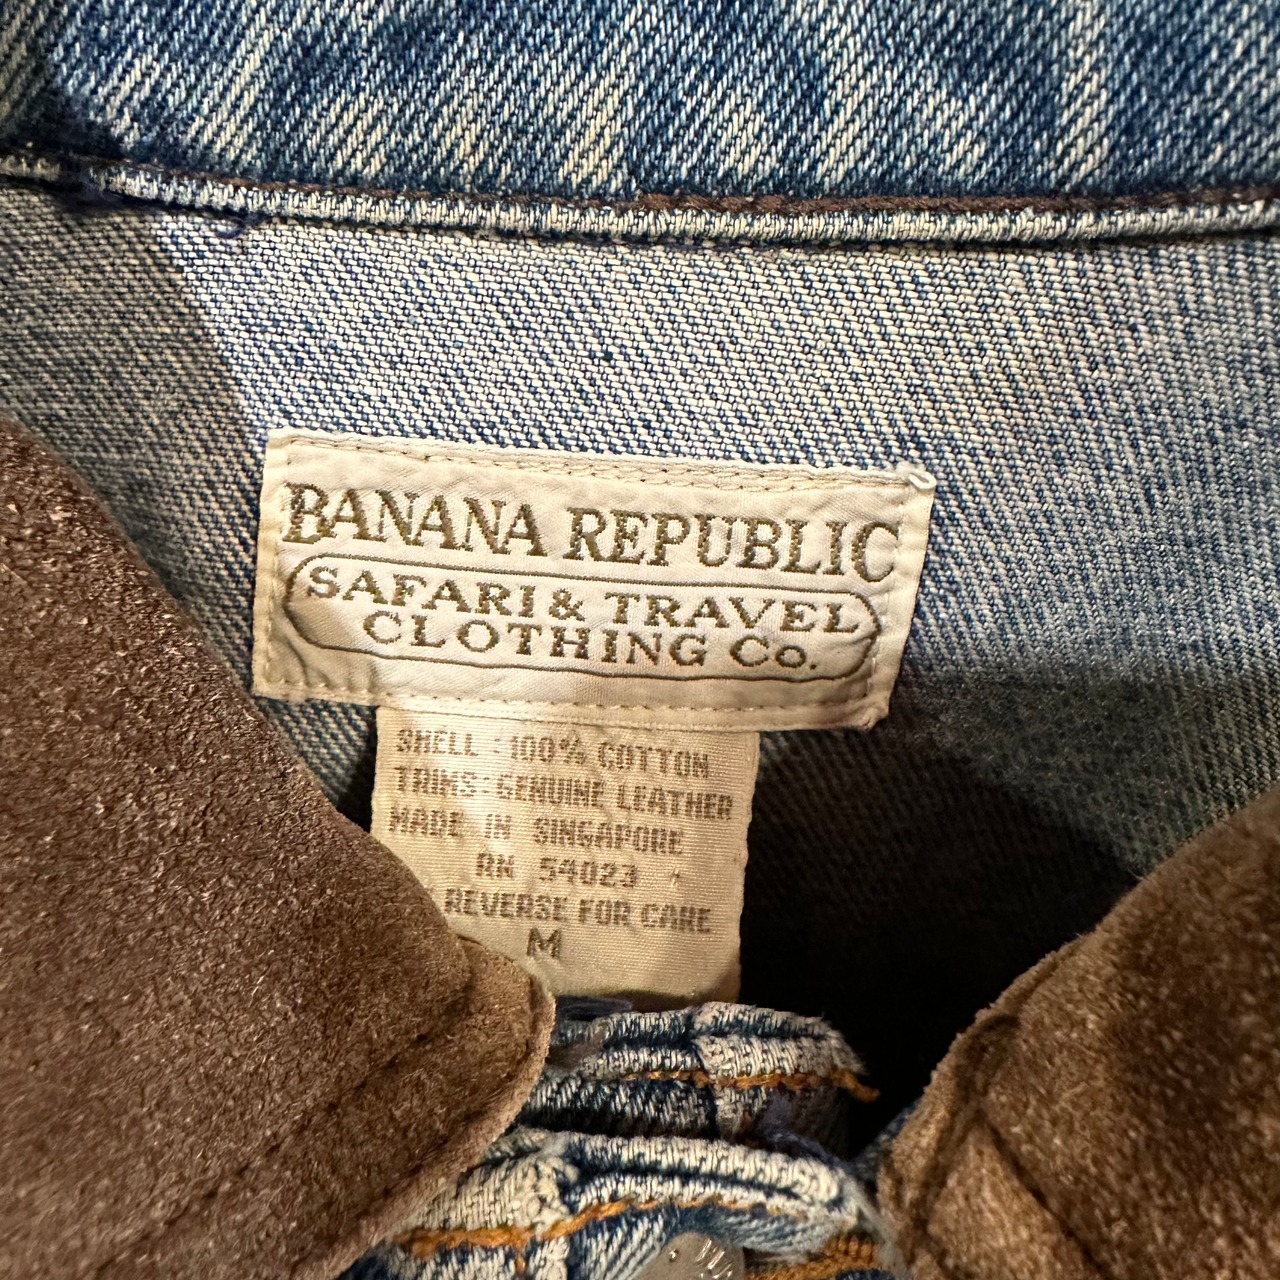 BANANA REPUBLIC
SAFARI & TRAVEL
CLOTHING Co.
SHELL : 100% COTTON
TRIMS: GENUINE LEATHER
MADE IN SINGAPORE
RN 54023
REVERSE FOR CARE
M